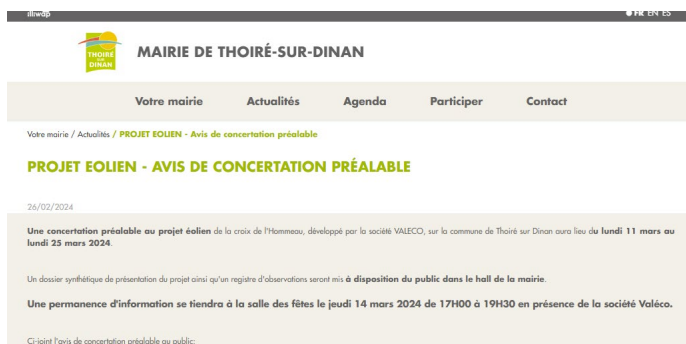 illiwap
FR EN ES
THOIRÉ
SUR
DINAN
MAIRIE DE THOIRÉ-SUR-DINAN
Votre mairie Actualités Agenda Participer Contact
Votre mairie / Actualités / PROJET EOLIEN - Avis de concertation préalable
PROJET EOLIEN - AVIS DE CONCERTATION PRÉALABLE
26/02/2024
Une concertation préalable au projet éolien de la croix de l'Hommeau, développé par la société VALECO, sur la commune de Thoiré sur Dinan aura lieu du lundi 11 mars au
lundi 25 mars 2024.
Un dossier synthétique de présentation du projet ainsi qu'un registre d'observations seront mis à disposition du public dans le hall de la mairie.
Une permanence d'information se tiendra à la salle des fêtes le jeudi 14 mars 2024 de 17H00 à 19H30 en présence de la société Valéco.
Ci-joint l'avis de concertation préalable au public: